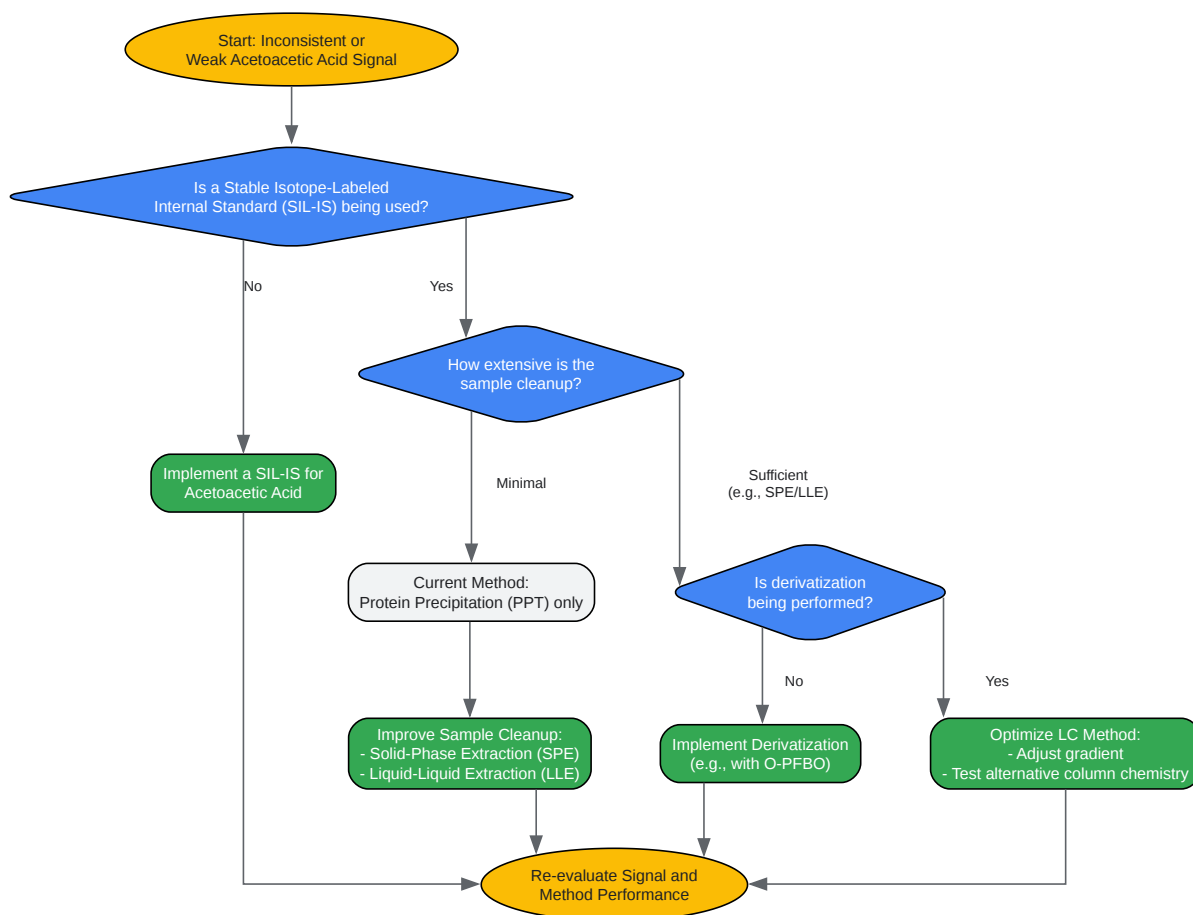 Start: Inconsistent or
Weak Acetoacetic Acid Signal
Is a Stable Isotope-Labeled
Internal Standard (SIL-IS) being used?
No
Yes
How extensive is the
sample cleanup?
Implement a SIL-IS for
Acetoacetic Acid
Minimal
Sufficient
(e.g., SPE/LLE)
Current Method:
Protein Precipitation (PPT) only
Is derivatization
being performed?
No
Yes
Improve Sample Cleanup:
- Solid-Phase Extraction (SPE)
- Liquid-Liquid Extraction (LLE)
Implement Derivatization
(e.g., with O-PFBO)
Optimize LC Method:
- Adjust gradient
- Test alternative column chemistry
Re-evaluate Signal and
Method Performance